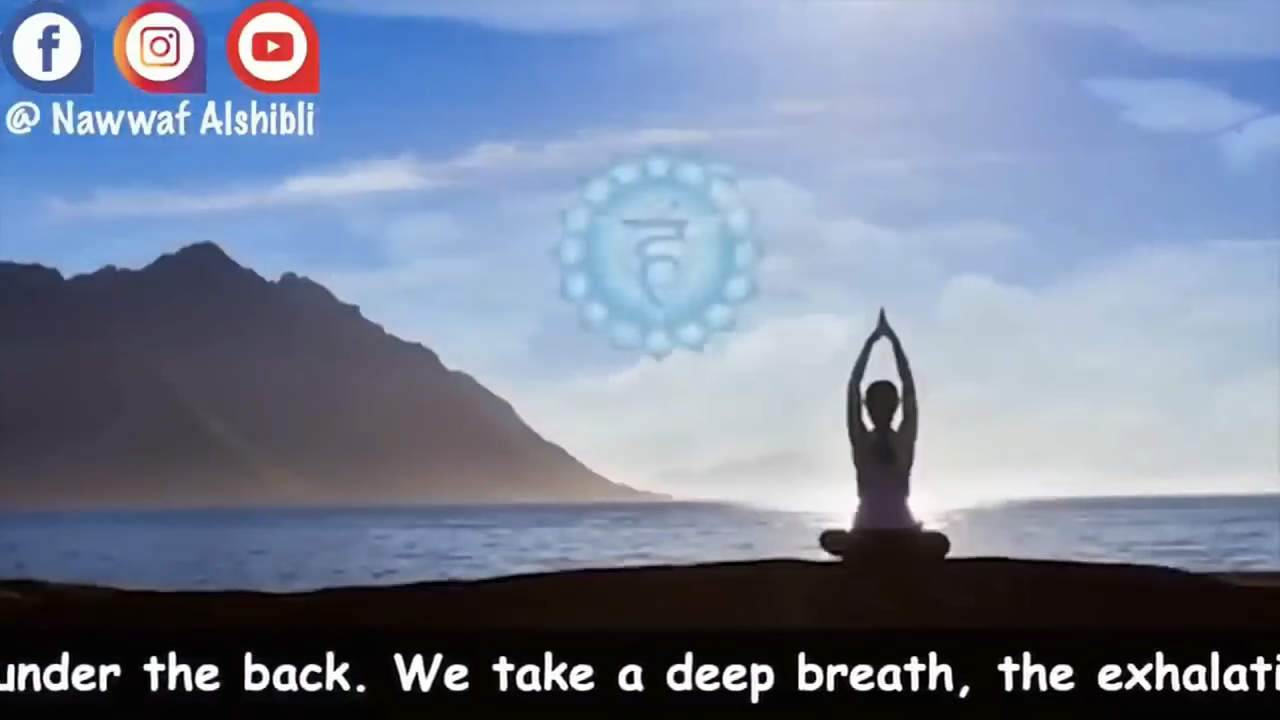 @ Nawwaf Alshibli
हं
under the back. We take a deep breath, the exhalati